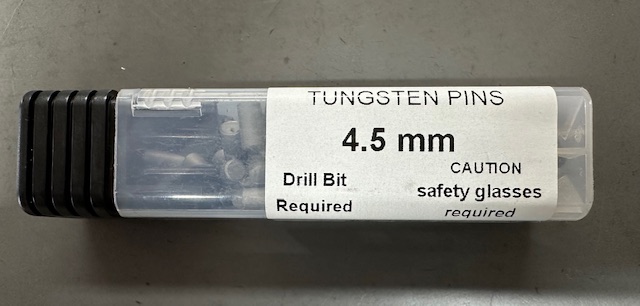 TUNGSTEN PINS
4.5 mm
Drill Bit
Required
CAUTION
safety glasses
required